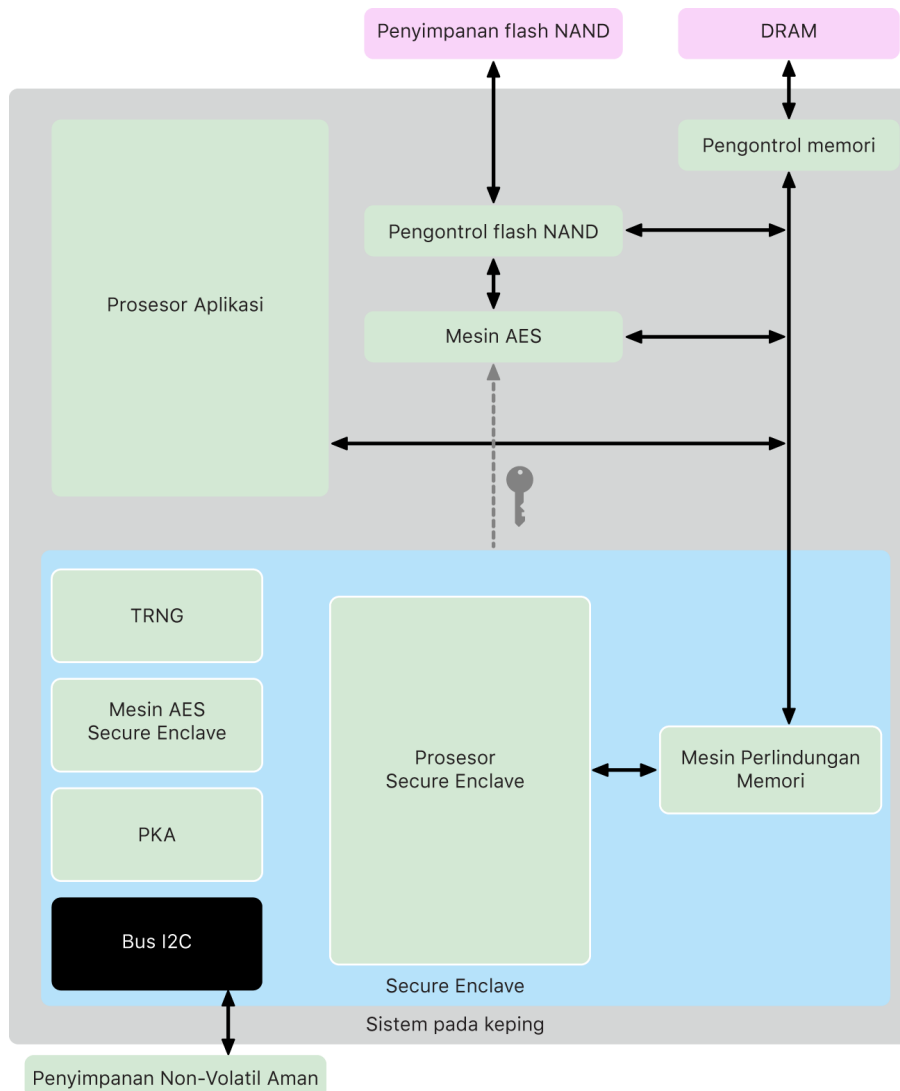 Penyimpanan flash NAND
DRAM
Pengontrol memori
Pengontrol flash NAND
Prosesor Aplikasi
Mesin AES
TRNG
Mesin AES
Secure Enclave
Prosesor
Secure Enclave
Mesin Perlindungan
Memori
PKA
Bus I2C
Secure Enclave
Sistem pada keping
Penyimpanan Non-Volatil Aman